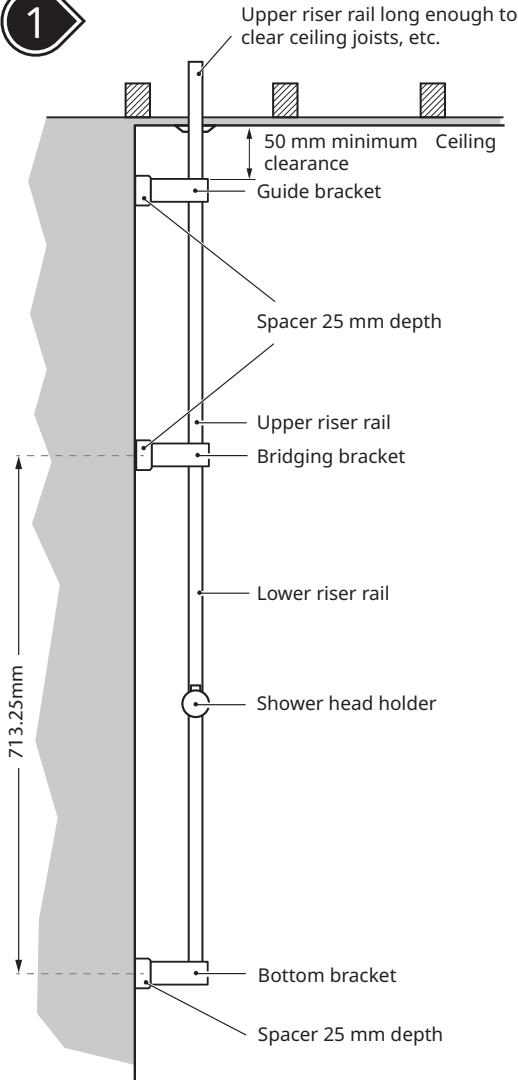 1
Upper riser rail long enough to
clear ceiling joists, etc.
50 mm minimum
clearance
Ceiling
Guide bracket
Spacer 25 mm depth
Upper riser rail
Bridging bracket
Lower riser rail
713.25mm
Shower head holder
Bottom bracket
Spacer 25 mm depth